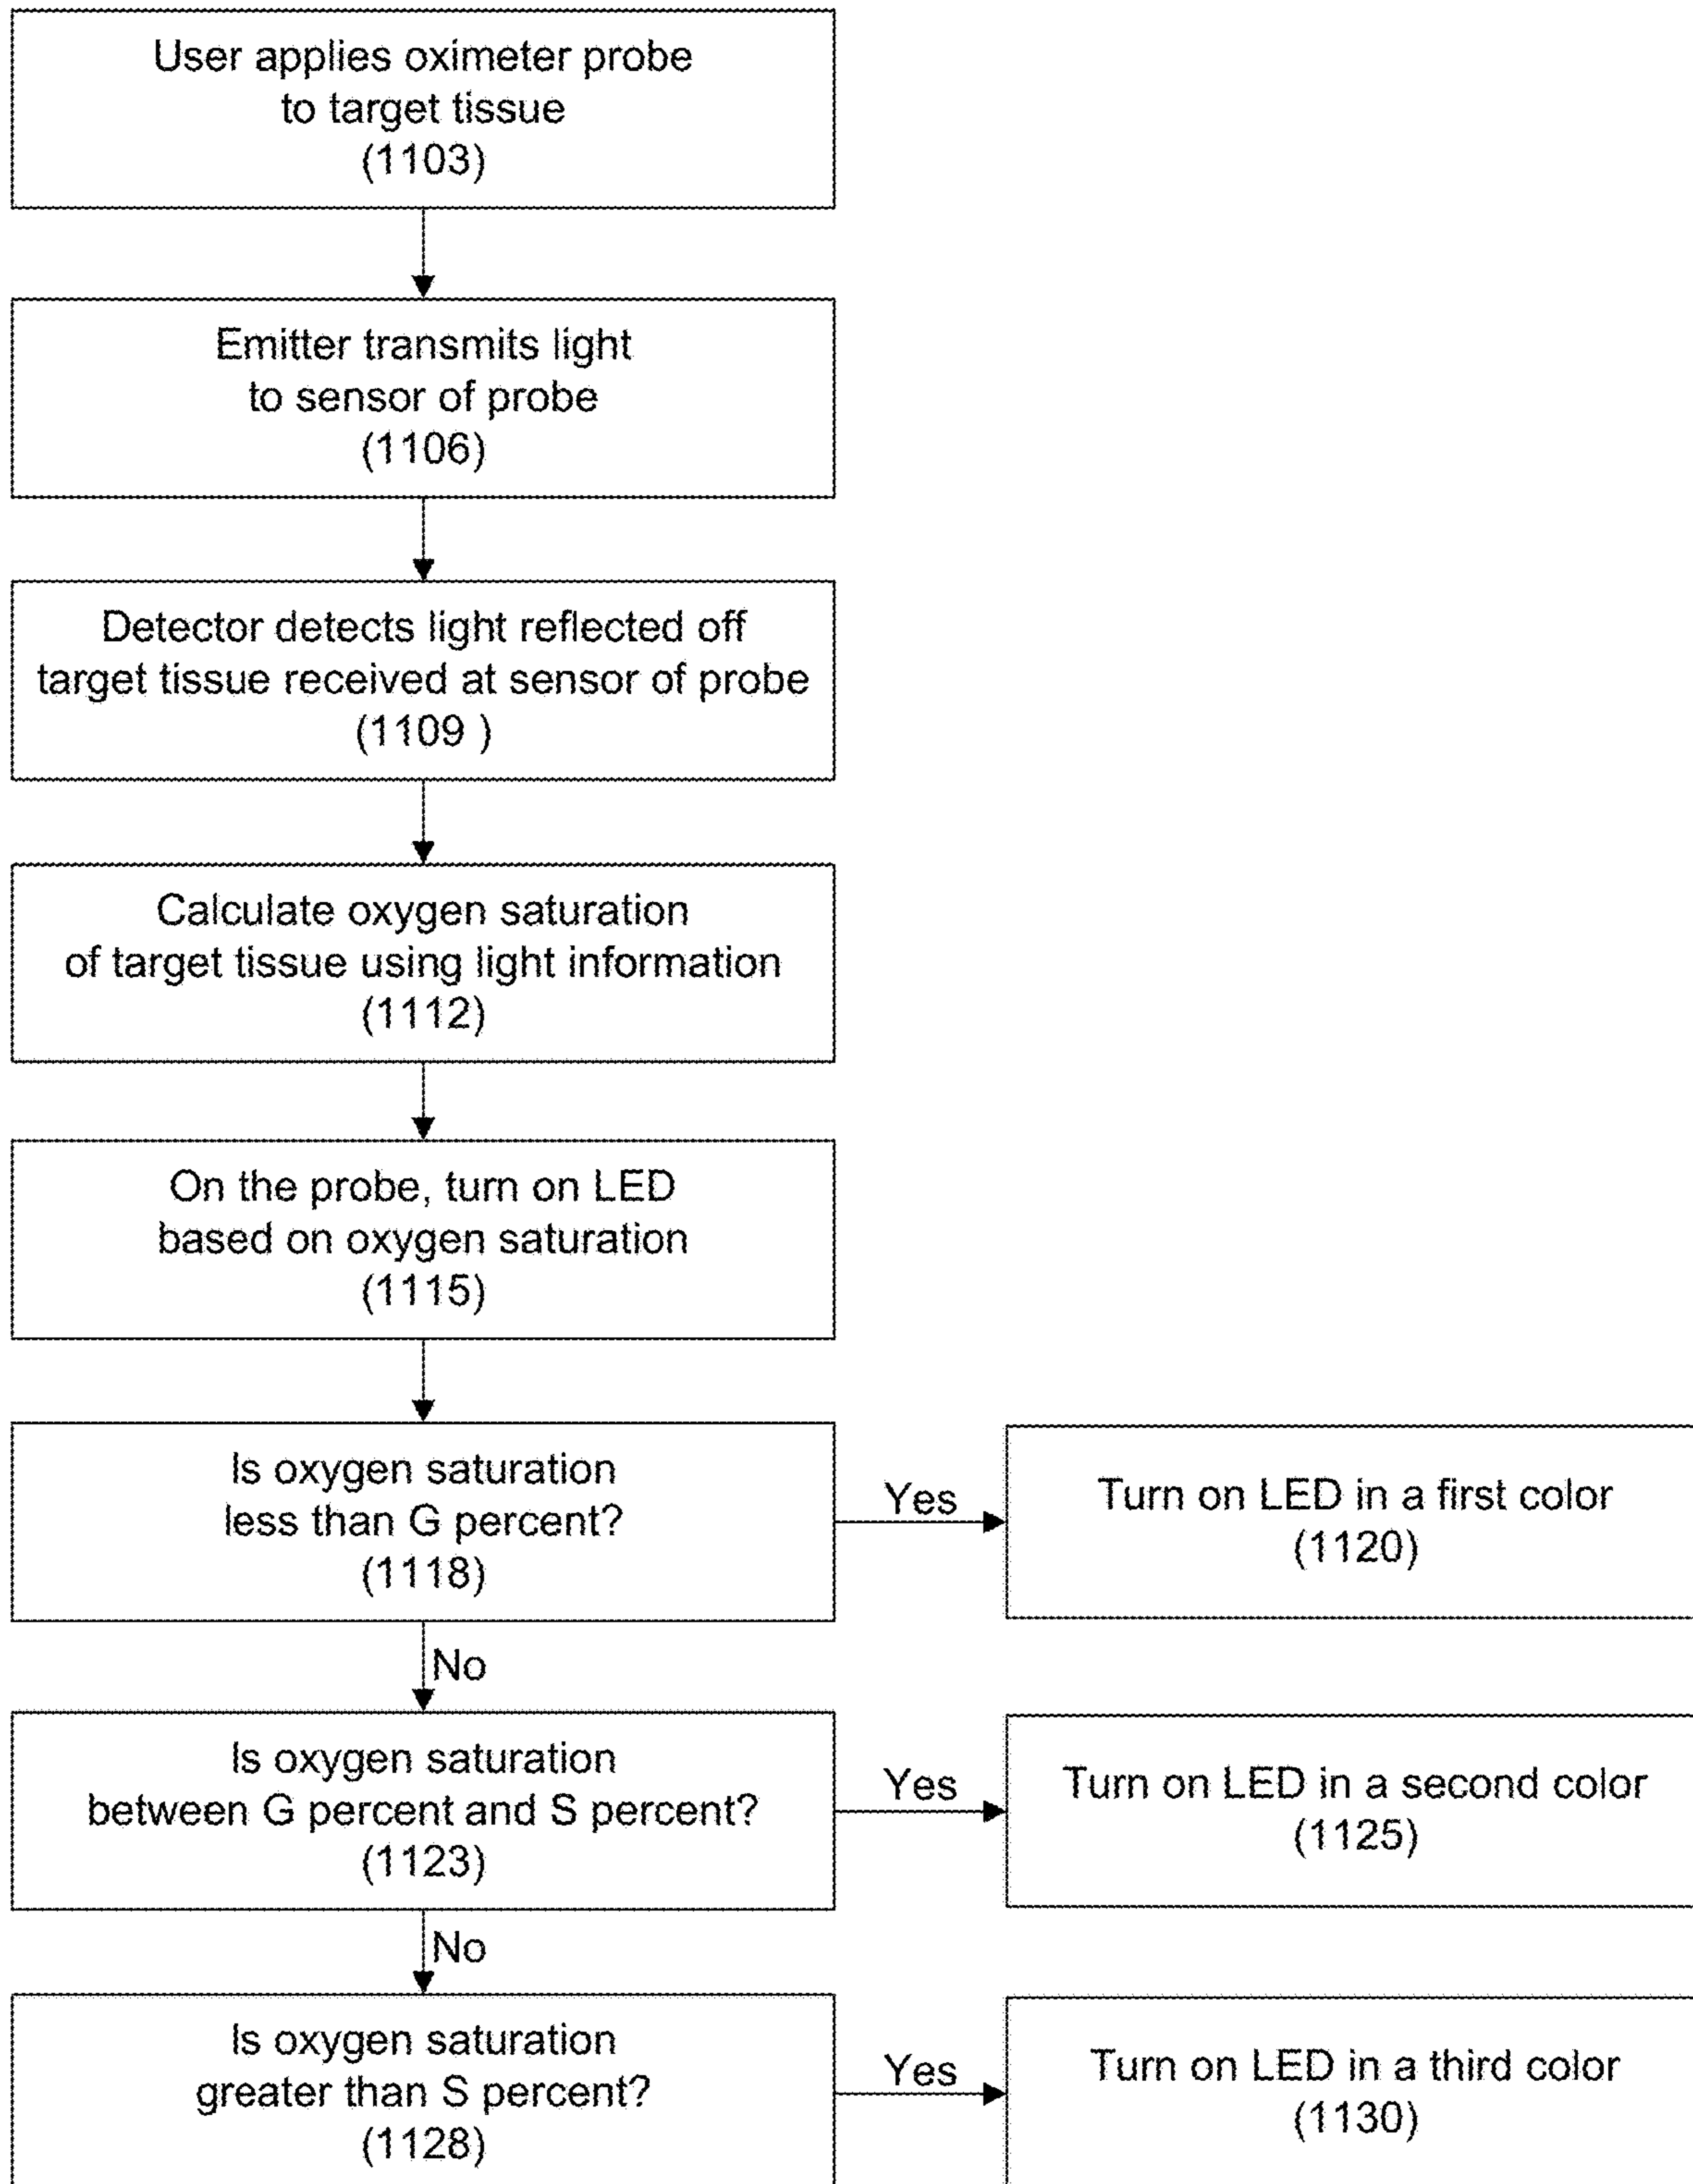 User applies oximeter probe
to target tissue
(1103)
Emitter transmits light
to sensor of probe
(1106)
Detector detects light reflected off
target tissue received at sensor of probe
(1109 )
Calculate oxygen saturation
of target tissue using light information
(1112)
On the probe, turn on LED
based on oxygen saturation
(1115)
Is oxygen saturation
less than G percent?
(1118)
Yes
Turn on LED in a first color
(1120)
No
Is oxygen saturation
between G percent and S percent?
(1123)
Yes
Turn on LED in a second color
(1125)
No
Is oxygen saturation
greater than S percent?
(1128)
Yes
Turn on LED in a third color
(1130)